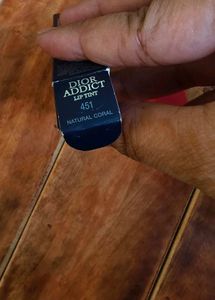 DIOR
ADDICT
LIP TINT
451
NATURAL CORAL